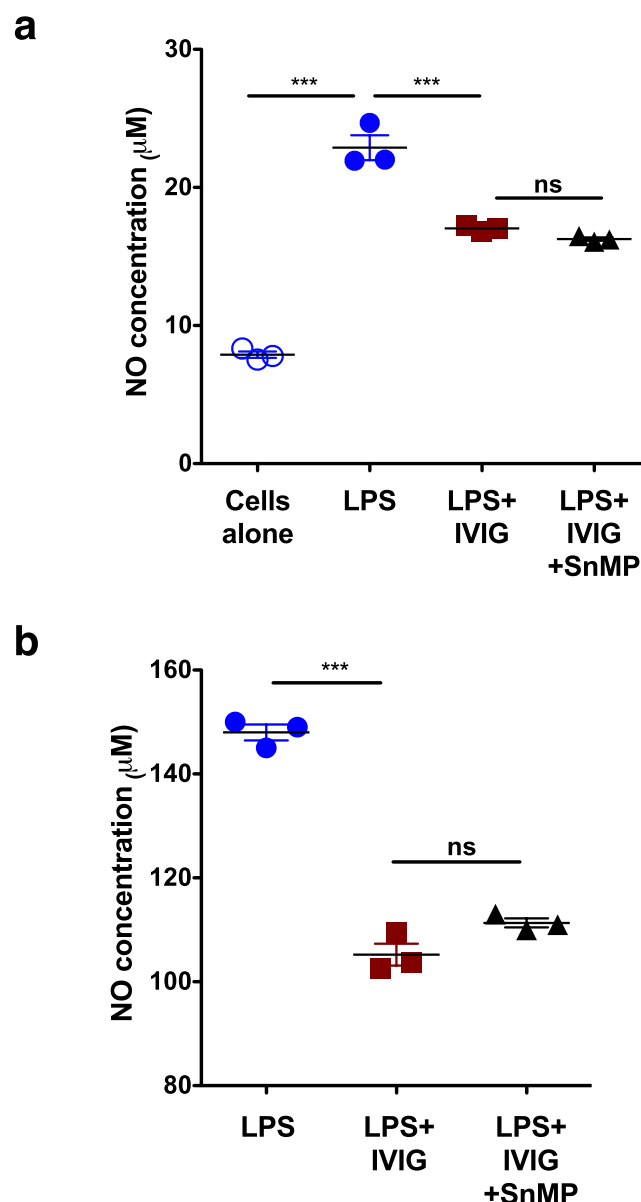 a
NO concentration (μM)
30
20
10
0
***
***
ns
Cells
alone
LPS
LPS+
IVIG
LPS+
IVIG
+SnMP
b
NO concentration (μM)
160
140
120
100
80
***
ns
LPS
LPS+
IVIG
LPS+
IVIG
+SnMP